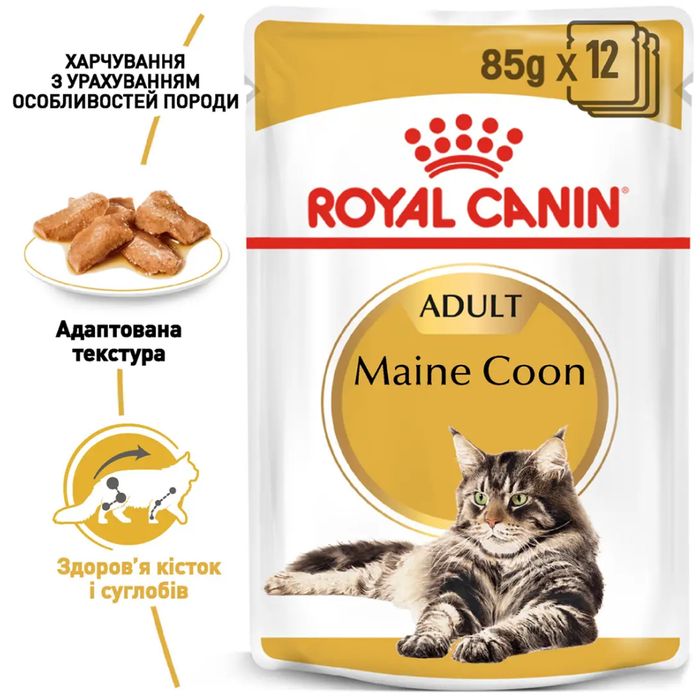 ХАРЧУВАННЯ
З УРАХУВАННЯМ
ОСОБЛИВОСТЕЙ ПОРОДИ
Адаптована
текстура
Здоров’я кісток
і суглобів
85g x 12
ROYAL CANIN®
ADULT
Maine Coon